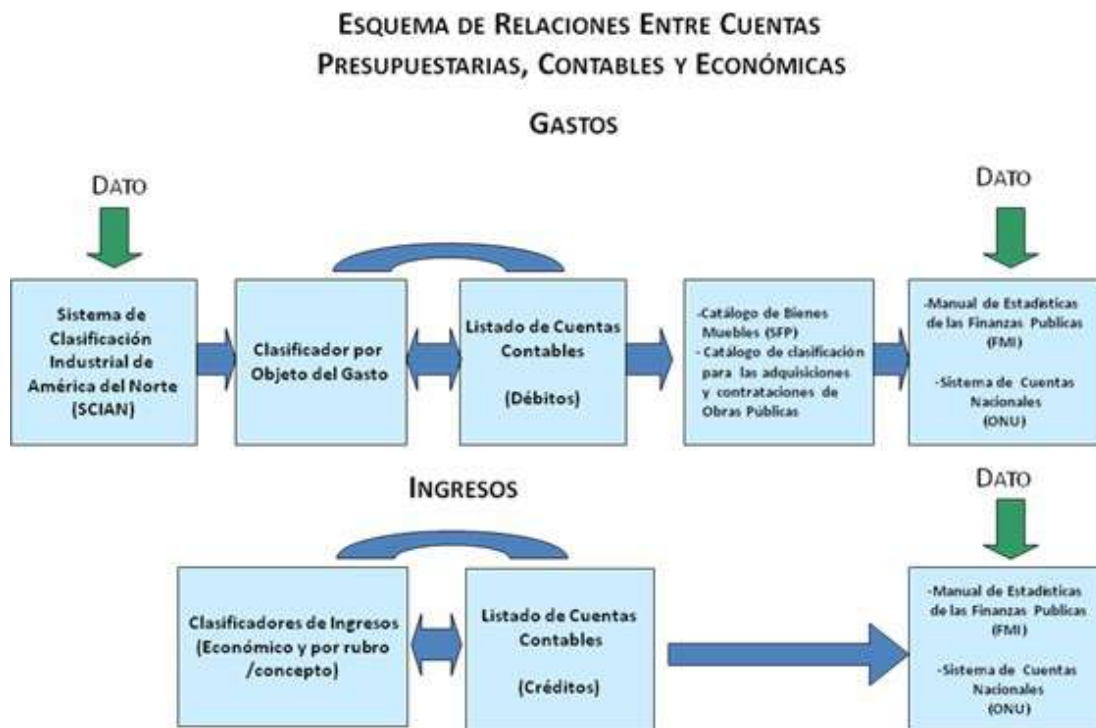 ESQUEMA DE RELACIONES ENTRE CUENTAS
PRESUPUESTARIAS, CONTABLES Y ECONÓMICAS
GASTOS
DATO
DATO
Sistema de
Clasificación
Industrial de
América del Norte
(SCIAN)
Clasificador por
Objeto del Gasto
Listado de Cuentas
Contables
(Débitos)
-Catálogo de Bienes
Muebles (SFP)
- Catálogo de clasificación
para las adquisiciones
y contrataciones de
Obras Públicas
-Manual de Estadísticas
de las Finanzas Publicas
(FMI)
-Sistema de Cuentas
Nacionales
(ONU)
INGRESOS
DATO
Clasificadores de Ingresos
(Económico y por rubro
/concepto)
Listado de Cuentas
Contables
(Créditos)
-Manual de Estadísticas
de las Finanzas Publicas
(FMI)
-Sistema de Cuentas
Nacionales
(ONU)